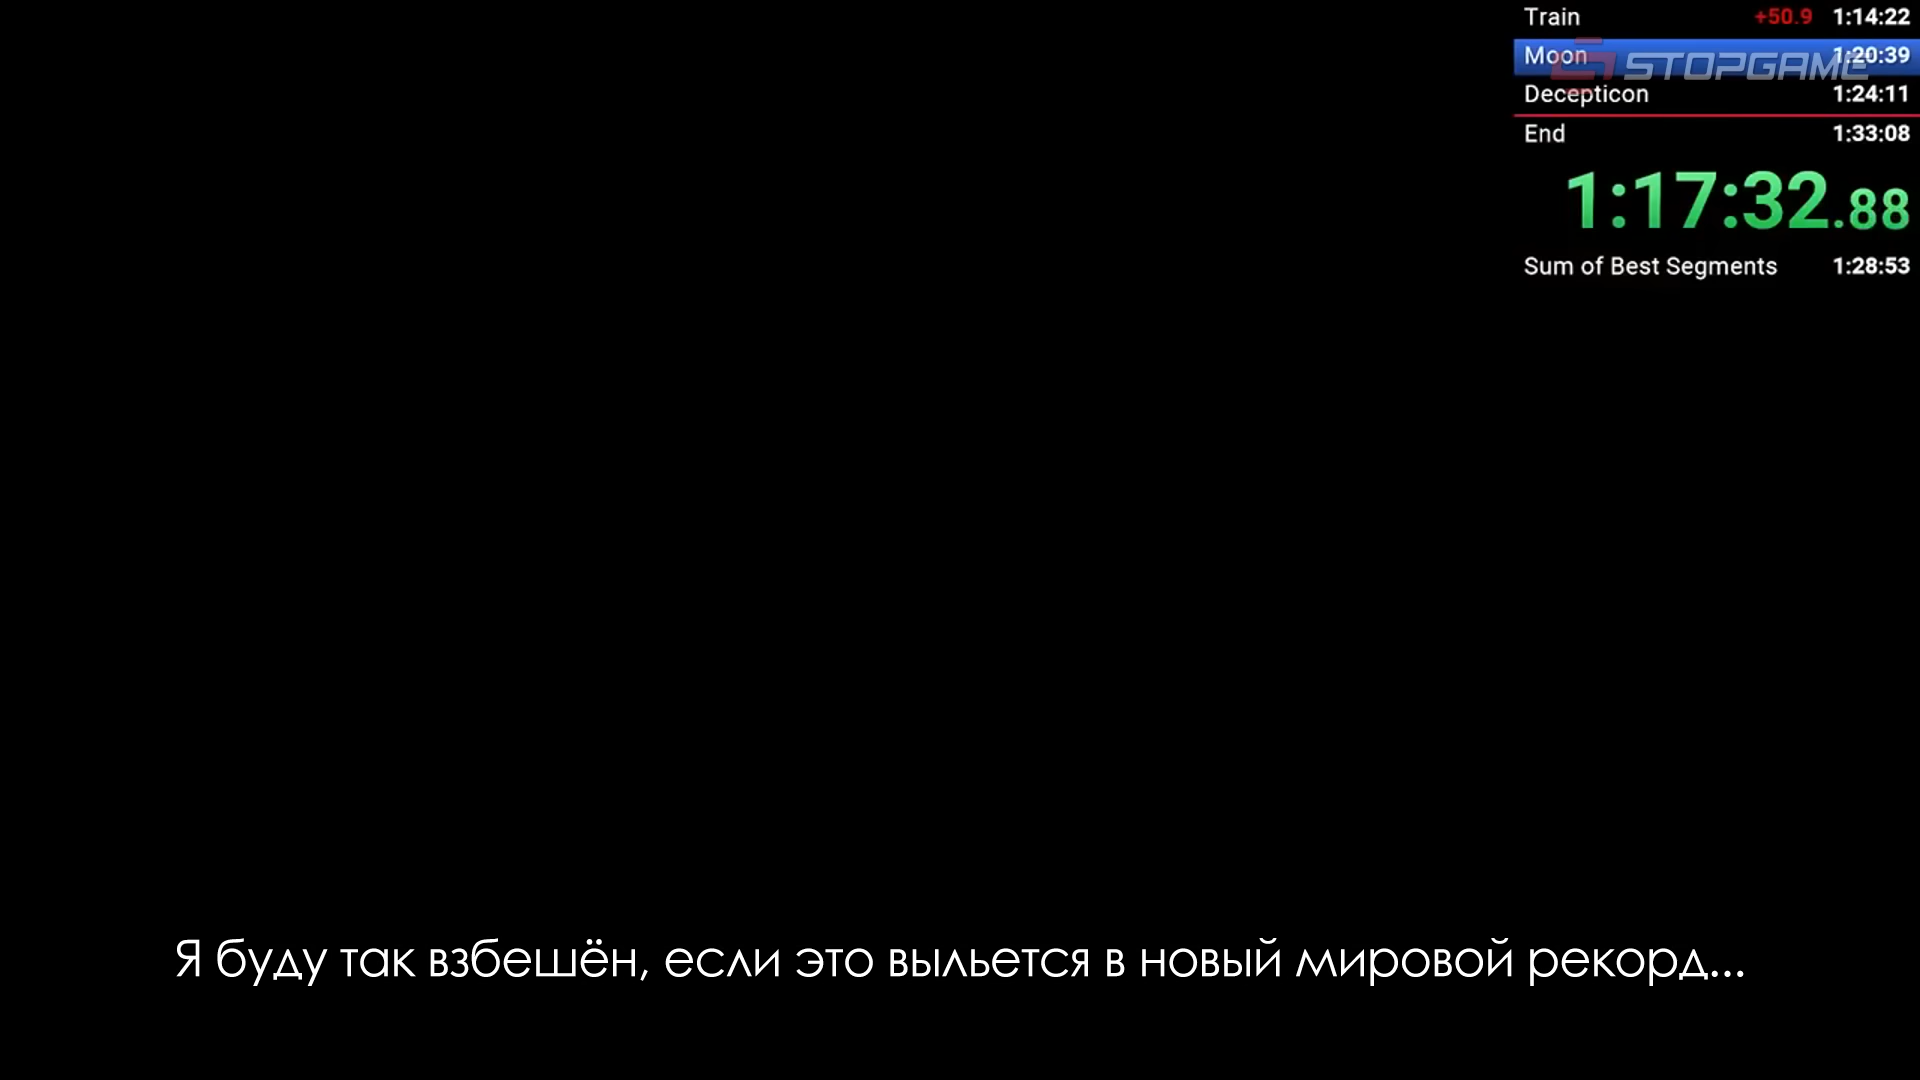 Train +50.9 1:14:22
Moon 1:20:39
STOPGAME
Decepticon 1:24:11
End 1:33:08
1:17:32.88
Sum of Best Segments 1:28:53
Я буду так взбешён, если это выльется в новый мировой рекорд...